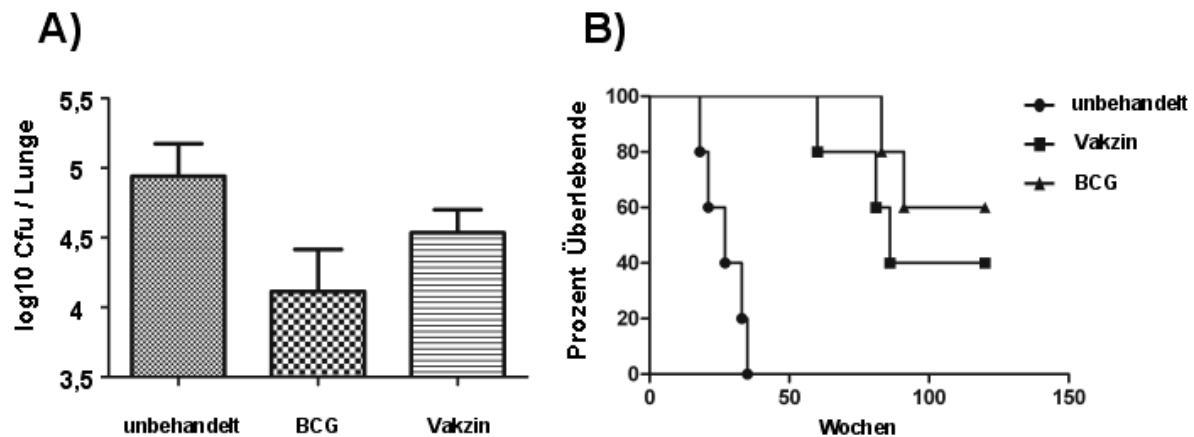 A)
B)
log10 Cfu / Lunge
5,5
5
4,5
4
3,5
unbehandelt
BCG
Vakzin
Prozent Überlebende
100
80
60
40
20
0
0
50
100
150
Wochen
unbehandelt
Vakzin
BCG